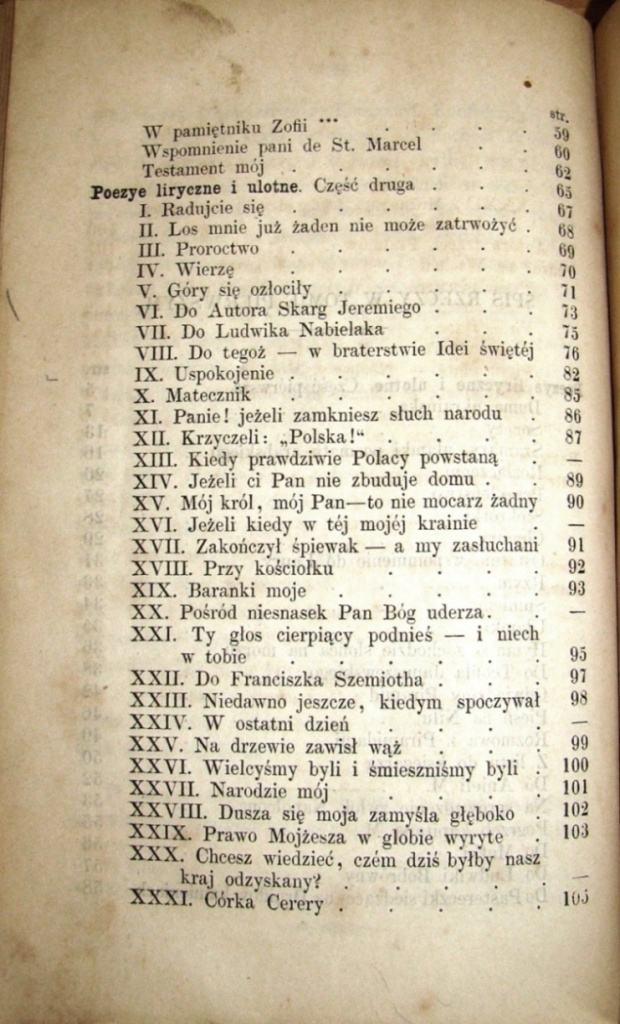 str.
W pamiętniku Zofii *** . . . . 59
Wspomnienie pani de St. Marcel . . 60
Testament mój . . . . . . 62
Poezye liryczne i ulotne. Część druga . . . 65
I. Radujcie się . . . . . . 67
II. Los mnie już żaden nie może zatrwożyć . 68
III. Proroctwo . . . . . . 69
IV. Wierzę . . . . . . 70
V. Góry się ozłociły . . . . . 71
VI. Do Autora Skarg Jeremiego . . . 73
VII. Do Ludwika Nabielaka . . . . 75
VIII. Do tegoż — w braterstwie Idei świętéj 76
IX. Uspokojenie . . . . . . 82
X. Matecznik . . . . . . 85
XI. Panie! jeżeli zamkniesz słuch narodu . 86
XII. Krzyczeli: „Polska!“ . . . . 87
XIII. Kiedy prawdziwie Polacy powstaną . —
XIV. Jeżeli ci Pan nie zbuduje domu . . 89
XV. Mój król, mój Pan—to nie mocarz żadny 90
XVI. Jeżeli kiedy w téj mojéj krainie . —
XVII. Zakończył śpiewak — a my zasłuchani 91
XVIII. Przy kościołku . . . . 92
XIX. Baranki moje . . . . . 93
XX. Pośród niesnasek Pan Bóg uderza. . —
XXI. Ty głos cierpiący podnieś — i niech
w tobie . . . . . . 95
XXII. Do Franciszka Szemiotha . . . 97
XXIII. Niedawno jeszcze, kiedym spoczywał 98
XXIV. W ostatni dzień . . . . —
XXV. Na drzewie zawisł wąż . . . 99
XXVI. Wielcyśmy byli i śmieszniśmy byli . 100
XXVII. Narodzie mój . . . . 101
XXVIII. Dusza się moja zamyśla głęboko . 102
XXIX. Prawo Mojżesza w globie wyryte . 103
XXX. Chcesz wiedzieć, czém dziś byłby nasz
kraj odzyskany? . . . . . —
XXXI. Córka Cerery . . . . . 105